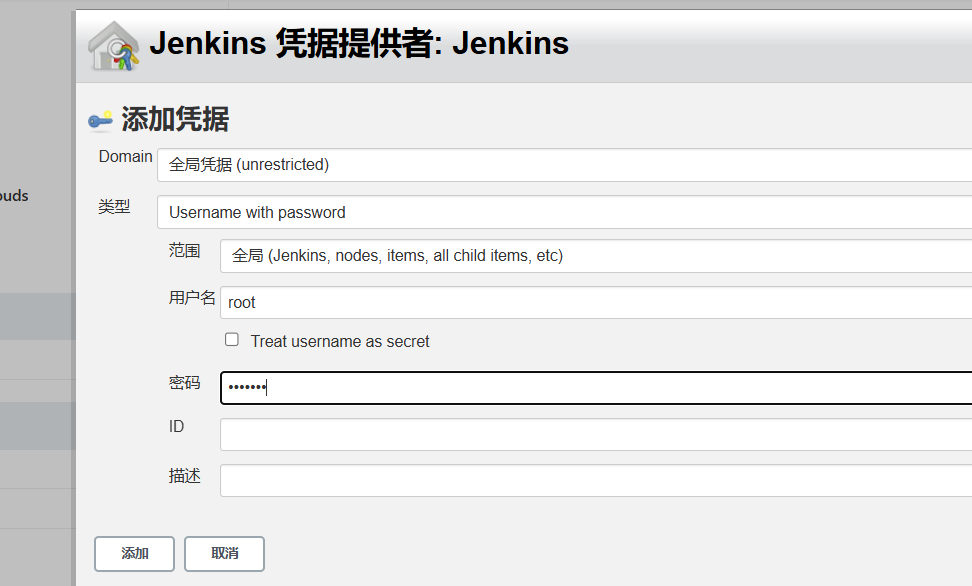 Jenkins 凭据提供者: Jenkins
添加凭据
Domain
全局凭据 (unrestricted)
ouds
类型
Username with password
范围
全局 (Jenkins, nodes, items, all child items, etc)
用户名
root
Treat username as secret
密码
•••••••
ID
描述
添加
取消